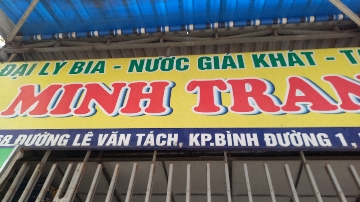 ĐẠI LÝ BIA - NƯỚC GIẢI KHÁT -
MINH TRAN
ĐƯỜNG LÊ VĂN TÁCH, KP.BÌNH ĐƯỜNG 1,